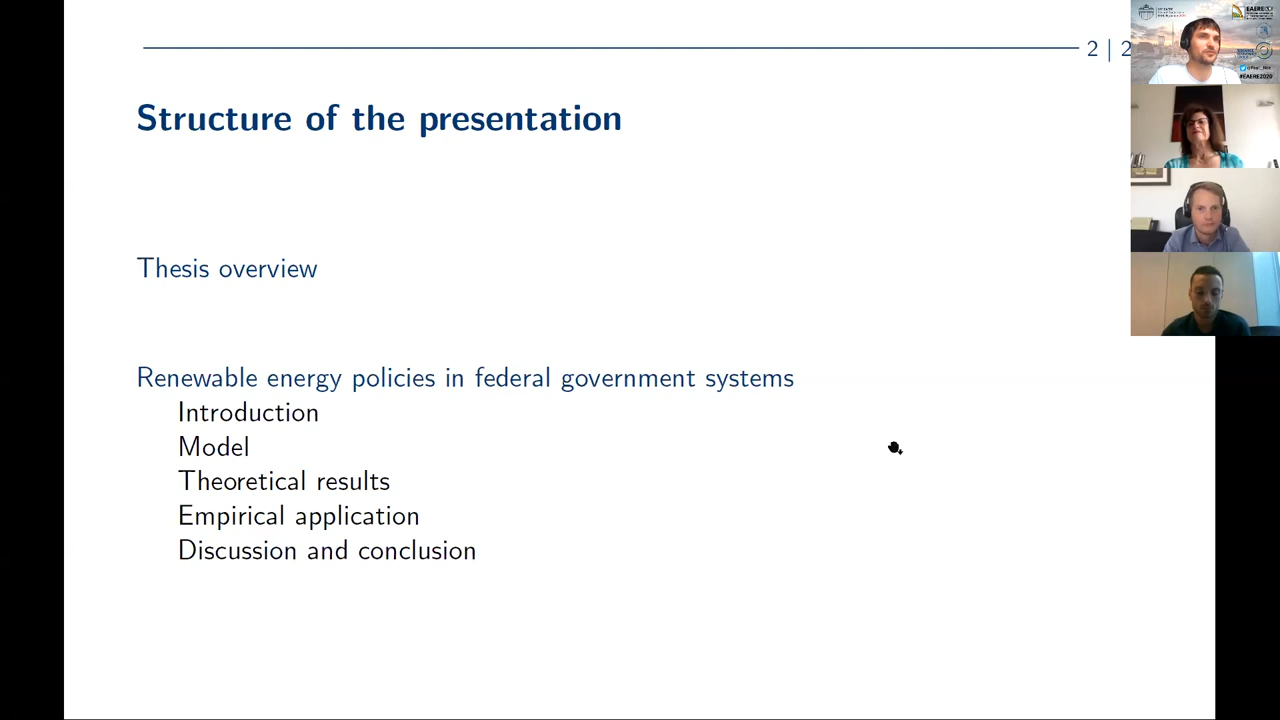 2 | 2
Structure of the presentation
Thesis overview
Renewable energy policies in federal government systems
Introduction
Model
Theoretical results
Empirical application
Discussion and conclusion
#EAERE2020